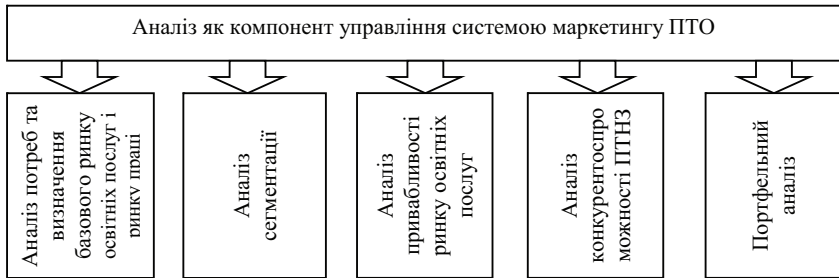 Аналіз як компонент управління системою маркетингу ПТО
Аналіз потреб та
визначення
базового ринку
освітніх послуг і
ринку праці
Аналіз
сегментації
Аналіз
привабливості
ринку освітніх
послуг
Аналіз
конкурентоспро
можності ПТНЗ
Портфельний
аналіз